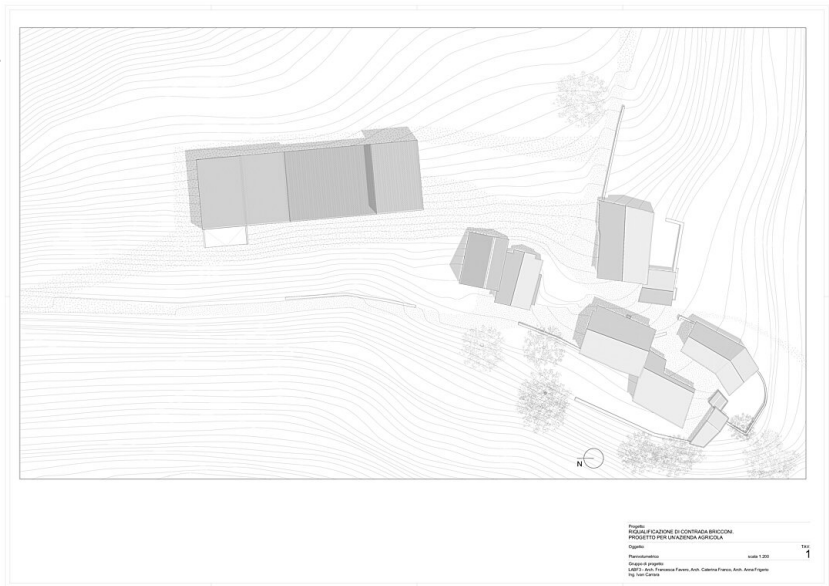 N
Progetto:
RIQUALIFICAZIONE DI CONTRADA BRICCONI.
PROGETTO PER UN'AZIENDA AGRICOLA
Oggetto: TAV.
Planivolumetrico scala 1:200 1
Gruppo di progetto:
LABF3 - Arch. Francesca Favero, Arch. Caterina Franco, Arch. Anna Frigerio
Ing. Ivan Carrara